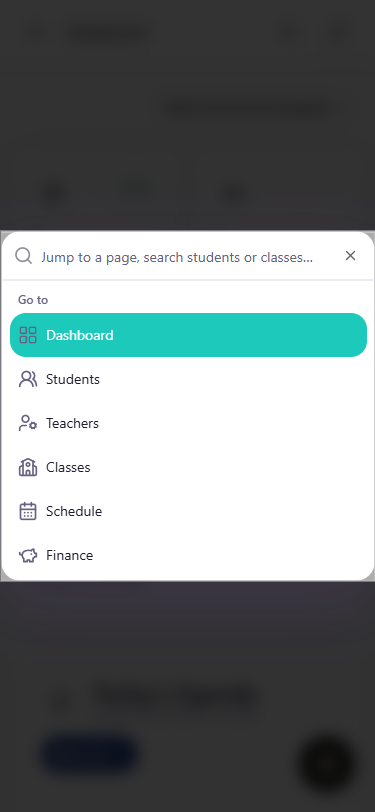 Jump to a page, search students or classes...
Go to
Dashboard
Students
Teachers
Classes
Schedule
Finance